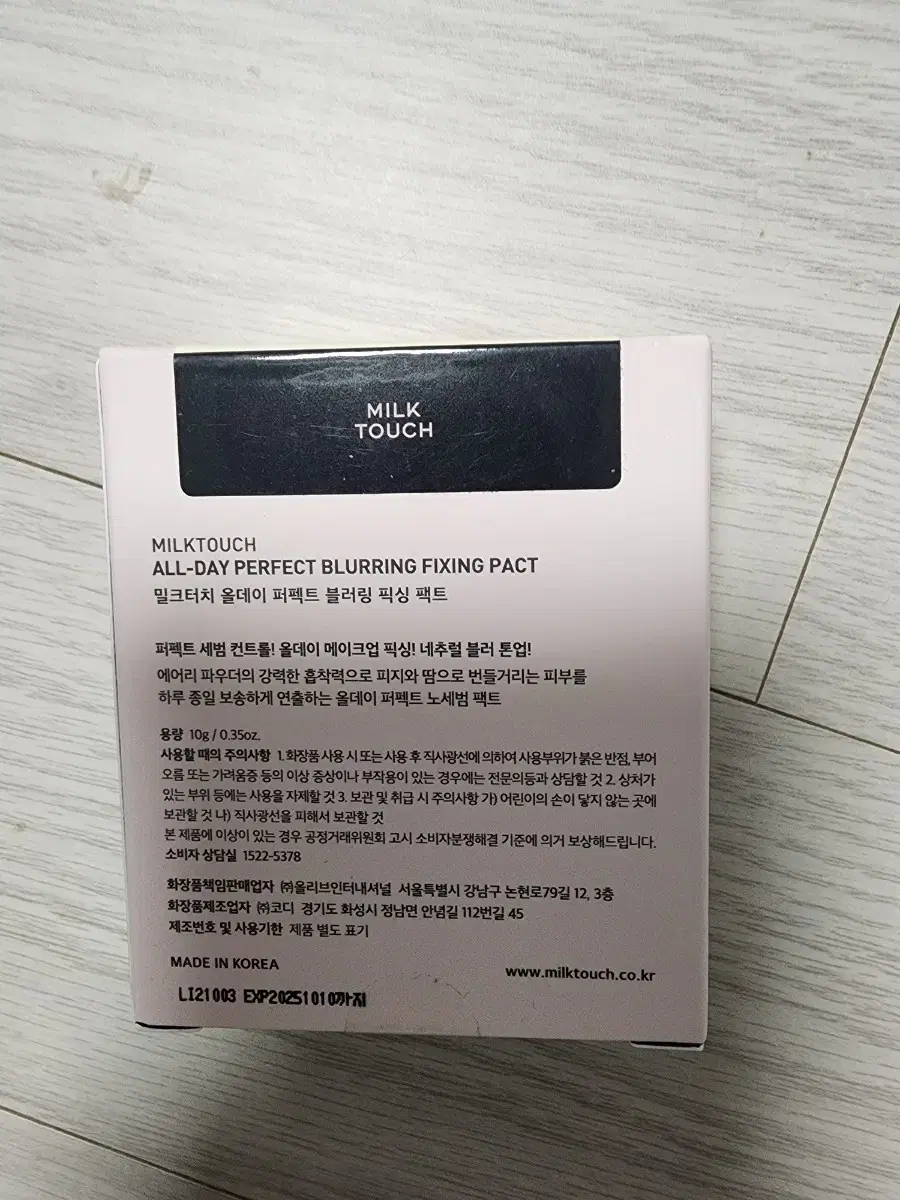 MILK
TOUCH
MILKTOUCH
ALL-DAY PERFECT BLURRING FIXING PACT
밀크터치 올데이 퍼펙트 블러링 픽싱 팩트
퍼펙트 세범 컨트롤! 올데이 메이크업 픽싱! 네추럴 블러 톤업!
에어리 파우더의 강력한 흡착력으로 피지와 땀으로 번들거리는 피부를
하루 종일 보송하게 연출하는 올데이 퍼펙트 노세범 팩트
용량 10g / 0.35oz.
사용할 때의 주의사항 1. 화장품 사용 시 또는 사용 후 직사광선에 의하여 사용부위가 붉은 반점, 부어
오름 또는 가려움증 등의 이상 증상이나 부작용이 있는 경우에는 전문의등과 상담할 것 2. 상처가
있는 부위 등에는 사용을 자제할 것 3. 보관 및 취급 시 주의사항 가) 어린이의 손이 닿지 않는 곳에
보관할 것 나) 직사광선을 피해서 보관할 것
본 제품에 이상이 있는 경우 공정거래위원회 고시 소비자분쟁해결 기준에 의거 보상해드립니다.
소비자 상담실 1522-5378
화장품책임판매업자 ㈜올리브인터내셔널 서울특별시 강남구 논현로79길 12, 3층
화장품제조업자 ㈜코디 경기도 화성시 정남면 안녕길 112번길 45
제조번호 및 사용기한 제품 별도 표기
MADE IN KOREA
www.milktouch.co.kr
LI21003 EXP20251010까지